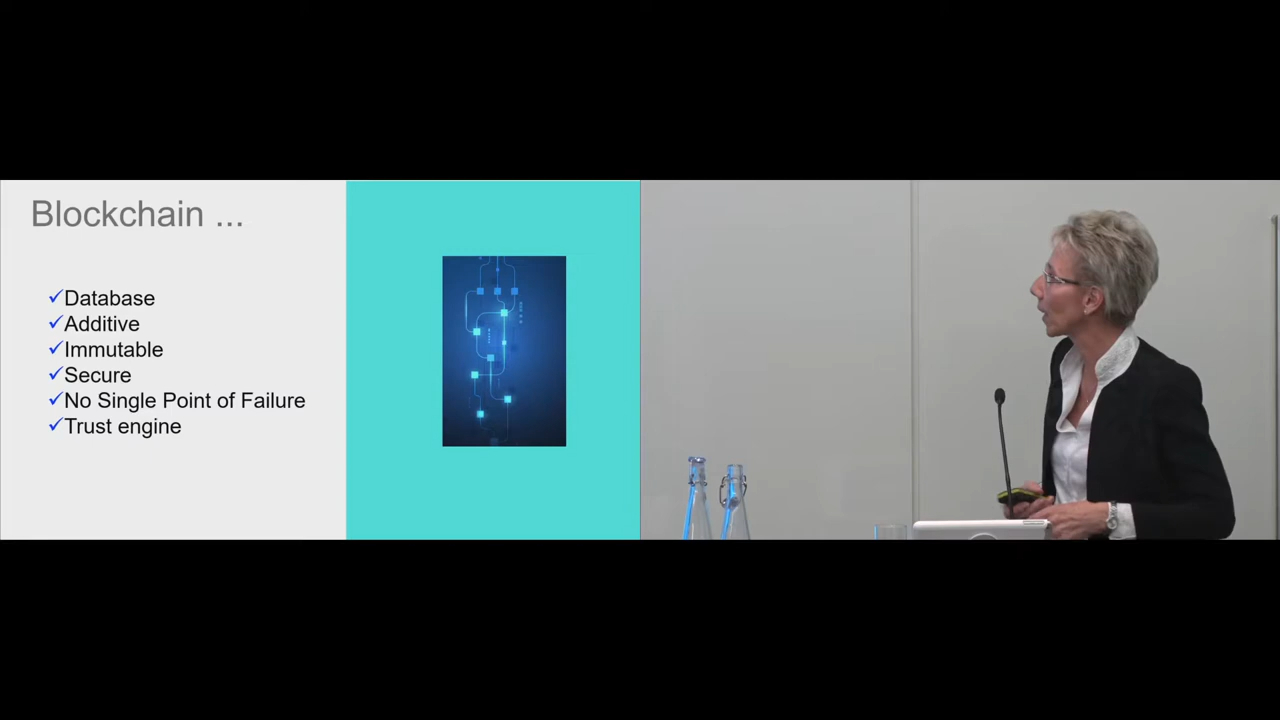 Blockchain ...
✓Database
✓Additive
✓Immutable
✓Secure
✓No Single Point of Failure
✓Trust engine